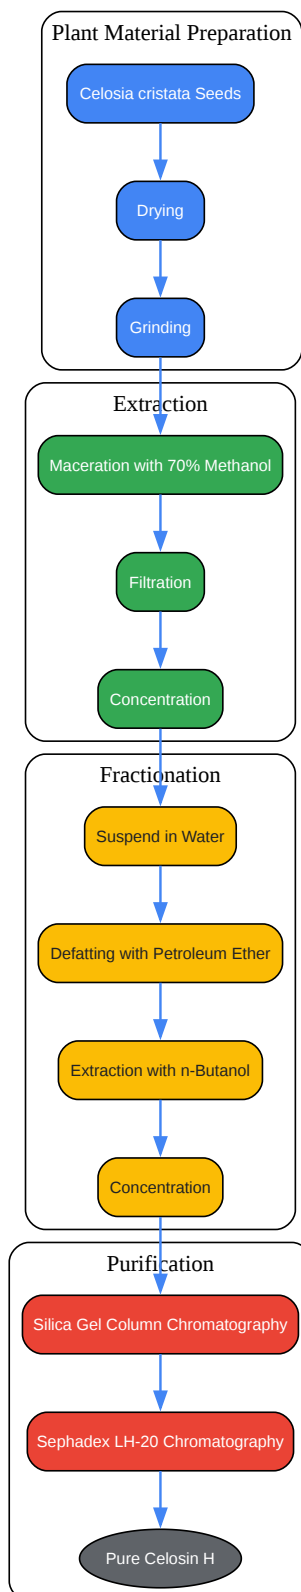 Plant Material Preparation
Celosia cristata Seeds
Drying
Grinding
Extraction
Maceration with 70% Methanol
Filtration
Concentration
Fractionation
Suspend in Water
Defatting with Petroleum Ether
Extraction with n-Butanol
Concentration
Purification
Silica Gel Column Chromatography
Sephadex LH-20 Chromatography
Pure Celosin H